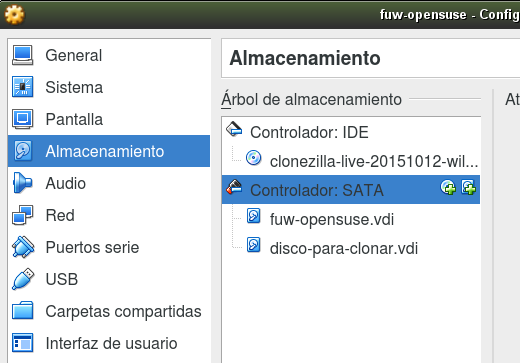 fuw-opensuse - Config
General
Sistema
Pantalla
Almacenamiento
Audio
Red
Puertos serie
USB
Carpetas compartidas
Interfaz de usuario
Almacenamiento
Árbol de almacenamiento
At
Controlador: IDE
clonezilla-live-20151012-wil...
Controlador: SATA
fuw-opensuse.vdi
disco-para-clonar.vdi